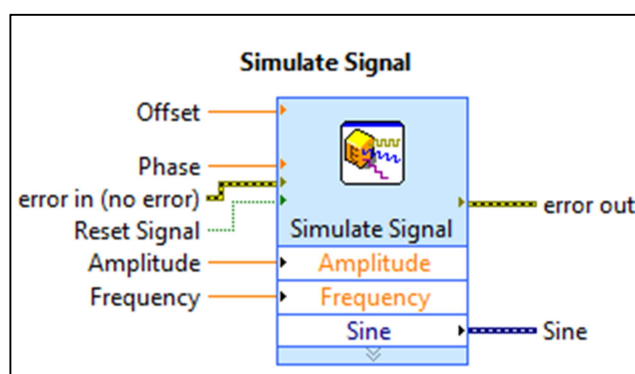 Simulate Signal
Offset
Phase
error in (no error)
Reset Signal
Amplitude
Frequency
Simulate Signal
Amplitude
Frequency
Sine
error out
Sine